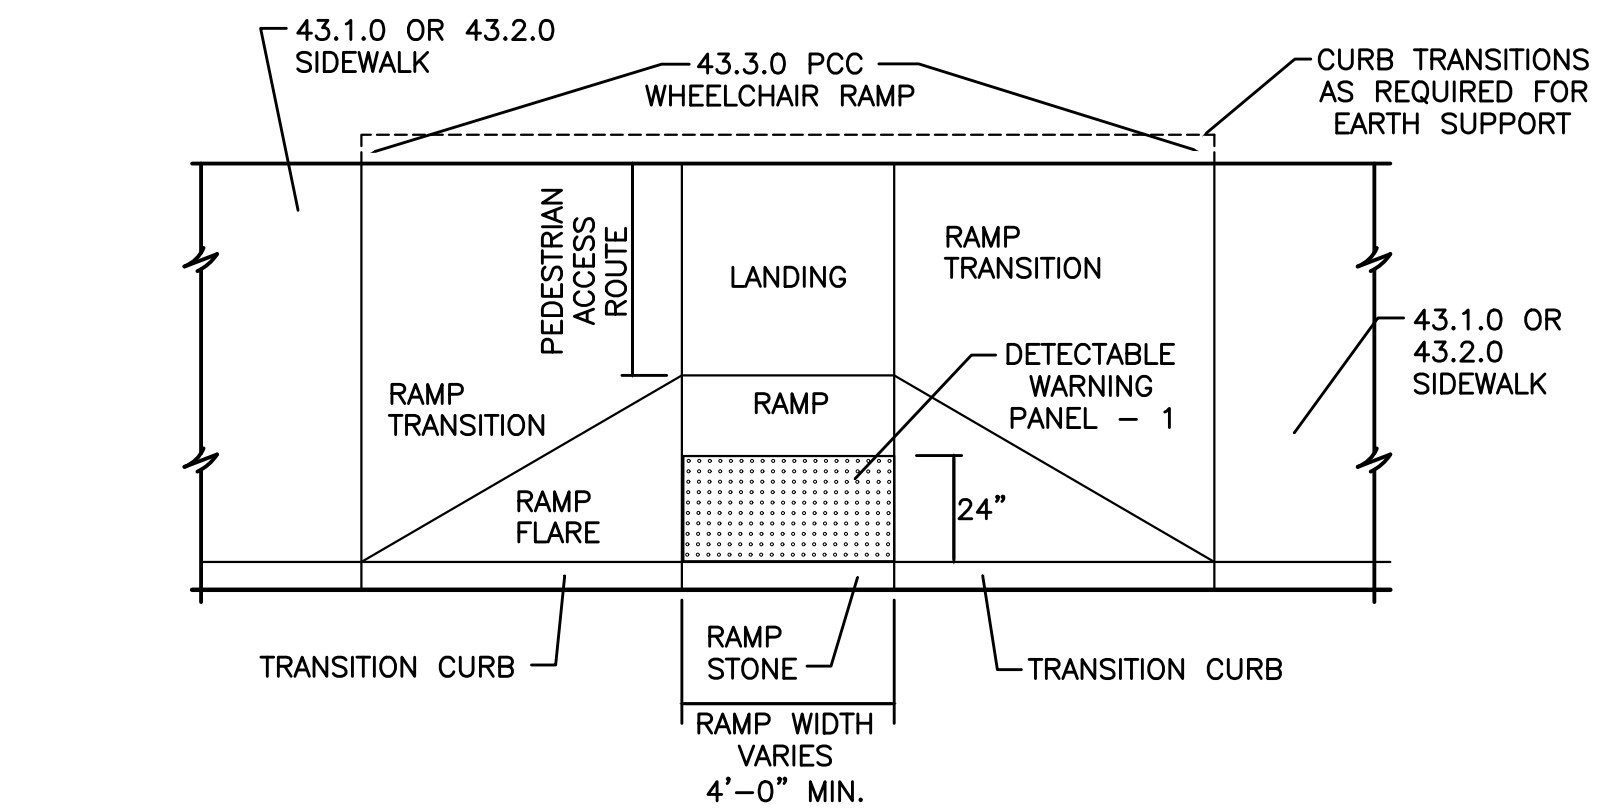 43.1.0 OR 43.2.0
SIDEWALK
43.3.0 PCC
WHEELCHAIR RAMP
CURB TRANSITIONS
AS REQUIRED FOR
EARTH SUPPORT
PEDESTRIAN
ACCESS
ROUTE
LANDING
RAMP
TRANSITION
43.1.0 OR
43.2.0
SIDEWALK
DETECTABLE
WARNING
PANEL - 1
RAMP
TRANSITION
RAMP
RAMP
FLARE
24"
TRANSITION CURB
RAMP
STONE
TRANSITION CURB
RAMP WIDTH
VARIES
4'-0" MIN.